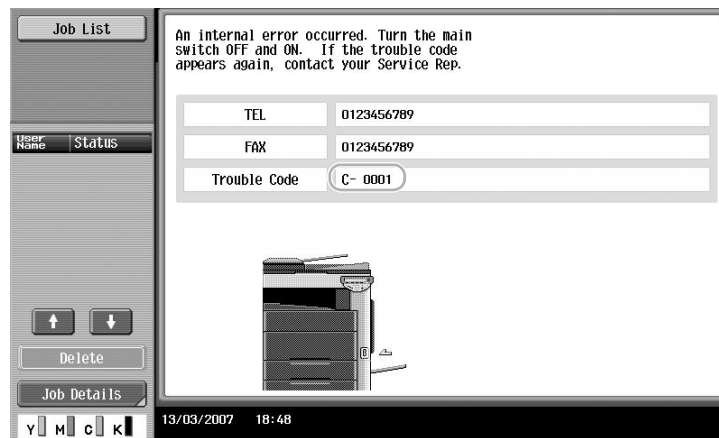 Job List
An internal error occurred. Turn the main
switch OFF and ON. If the trouble code
appears again, contact your Service Rep.
TEL 0123456789
FAX 0123456789
Trouble Code C- 0001
User Name Status
Delete
Job Details
Y M C K
13/03/2007 18:48